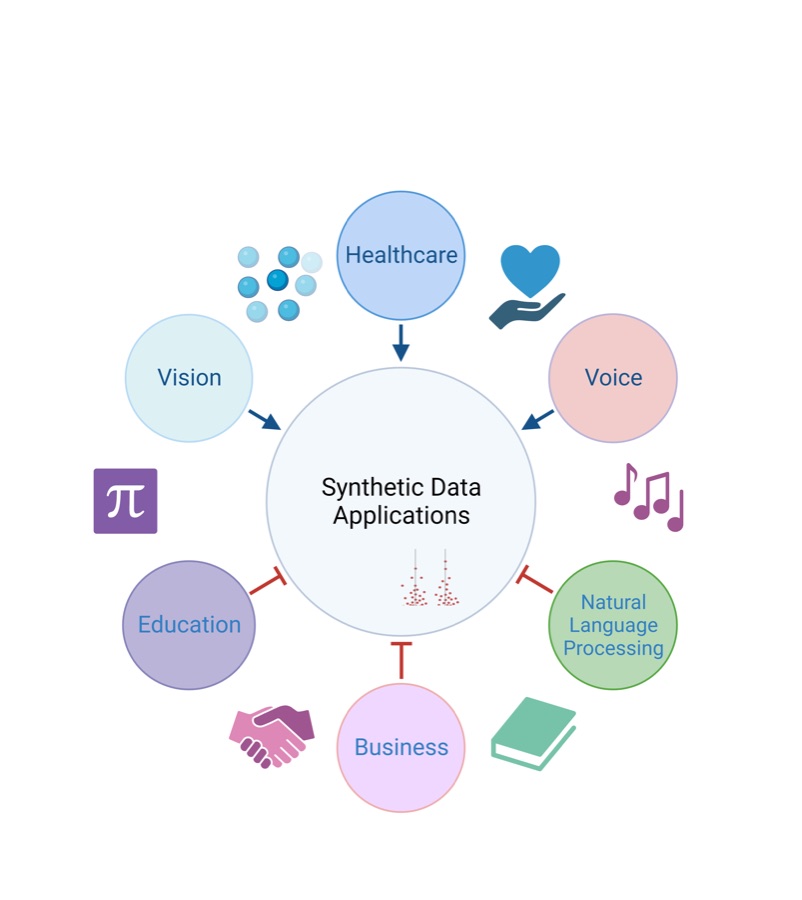 Healthcare
Vision
Voice
Synthetic Data
Applications
π
Education
Natural
Language
Processing
Business